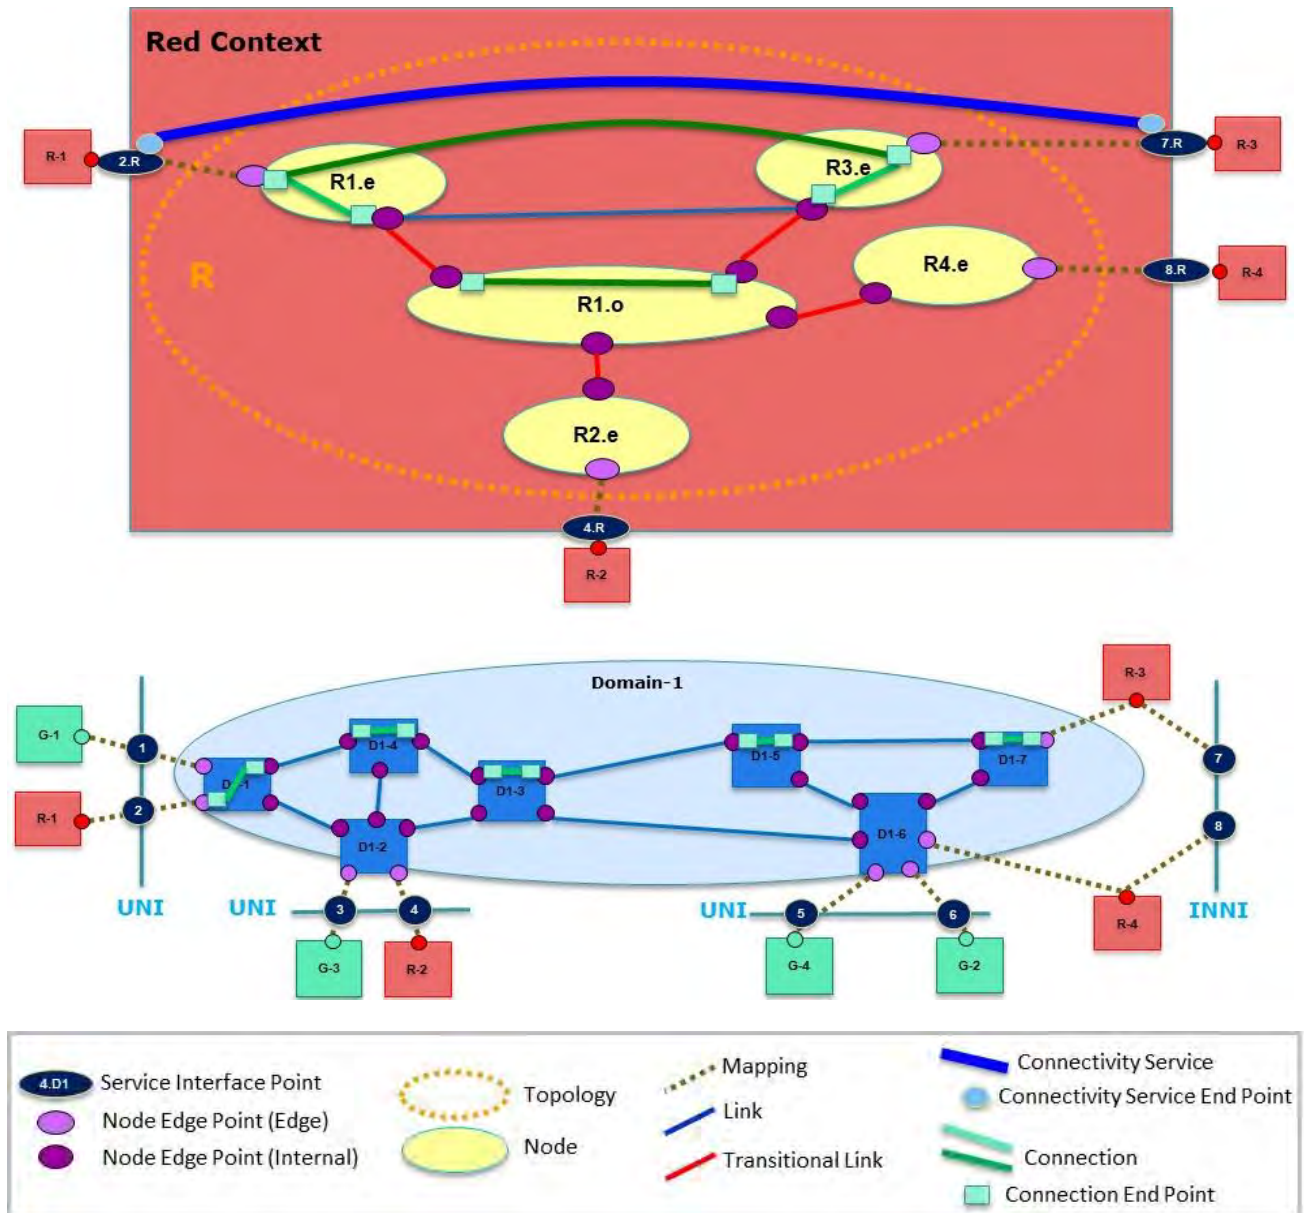 Red Context
R-1
2.R
R1.e
R3.e
7.R
R-3
R
R4.e
8.R
R-4
R1.o
R2.e
4.R
R-2
Domain-1
R-3
G-1
1
D1-4
D1-5
D1-7
7
R-1
2
D1-3
D1-2
D1-6
8
UNI
UNI
3
4
UNI
5
6
R-4
INNI
G-3
R-2
G-4
G-2
4.D1
Service Interface Point
Node Edge Point (Edge)
Node Edge Point (Internal)
Topology
Node
Mapping
Link
Transitional Link
Connectivity Service
Connectivity Service End Point
Connection
Connection End Point